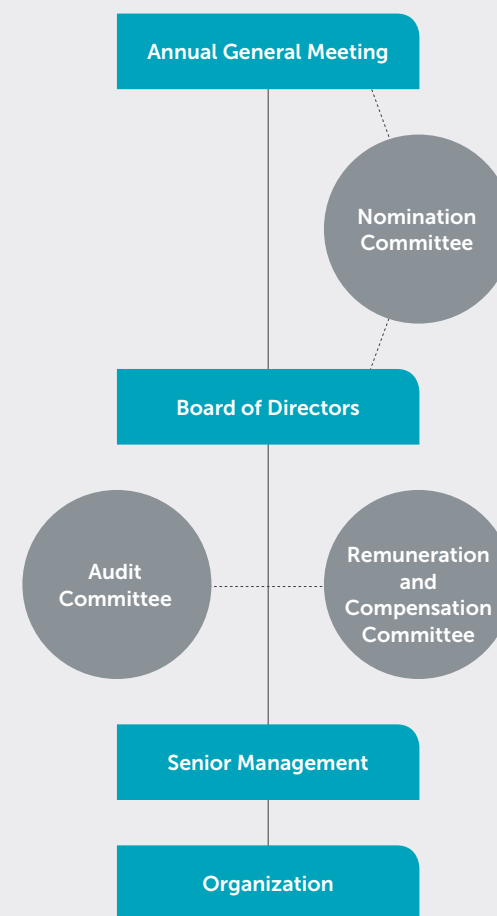 Annual General Meeting
Nomination
Committee
Board of Directors
Audit
Committee
Remuneration
and
Compensation
Committee
Senior Management
Organization